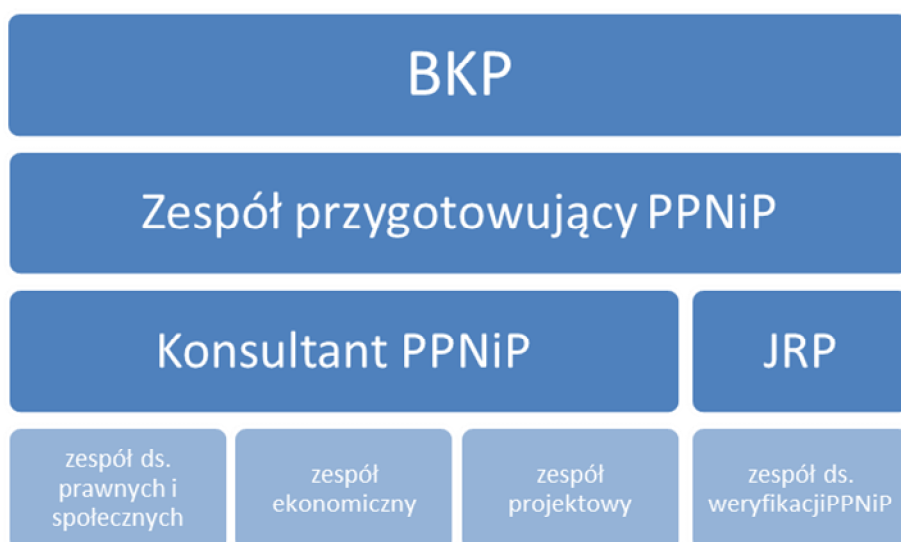 BKP
Zespół przygotowujący PPNiP
Konsultant PPNiP
JRP
zespół ds.
prawnych i
społecznych
zespół
ekonomiczny
zespół
projektowy
zespół ds.
weryfikacjiPPNiP